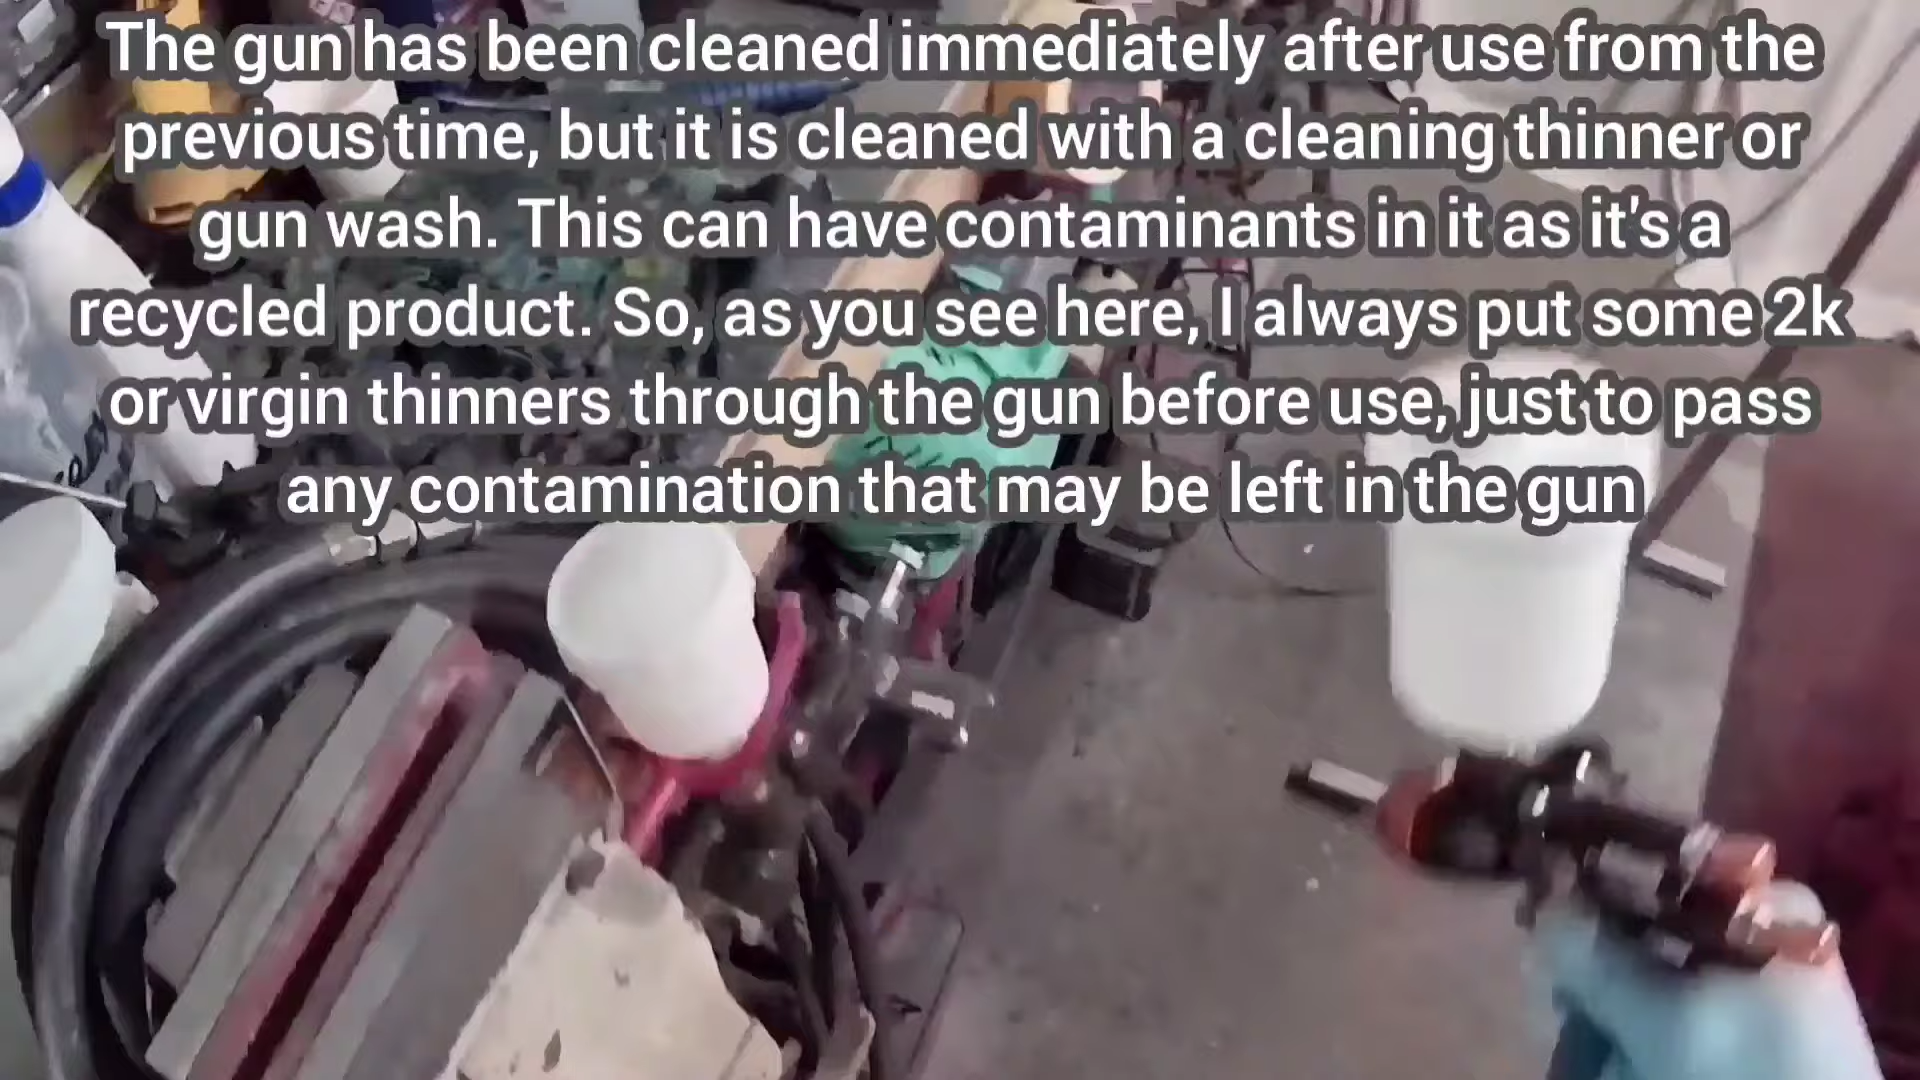 The gun has been cleaned immediately after use from the
previous time, but it is cleaned with a cleaning thinner or
gun wash. This can have contaminants in it as it's a
recycled product. So, as you see here, I always put some 2k
or virgin thinners through the gun before use, just to pass
any contamination that may be left in the gun